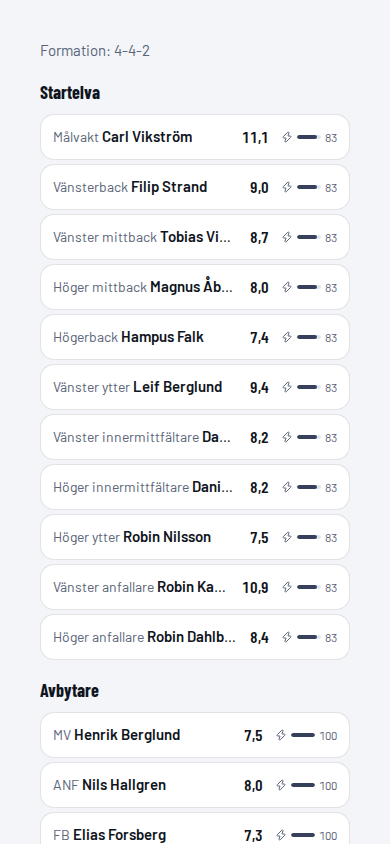 Formation: 4-4-2
Startelva
Målvakt Carl Vikström 11,1 83
Vänsterback Filip Strand 9,0 83
Vänster mittback Tobias Vi... 8,7 83
Höger mittback Magnus Åb... 8,0 83
Högerback Hampus Falk 7,4 83
Vänster ytter Leif Berglund 9,4 83
Vänster innermittfältare Da... 8,2 83
Höger innermittfältare Dani... 8,2 83
Höger ytter Robin Nilsson 7,5 83
Vänster anfallare Robin Ka... 10,9 83
Höger anfallare Robin Dahlb... 8,4 83
Avbytare
MV Henrik Berglund 7,5 100
ANF Nils Hallgren 8,0 100
FB Elias Forsberg 7,3 100